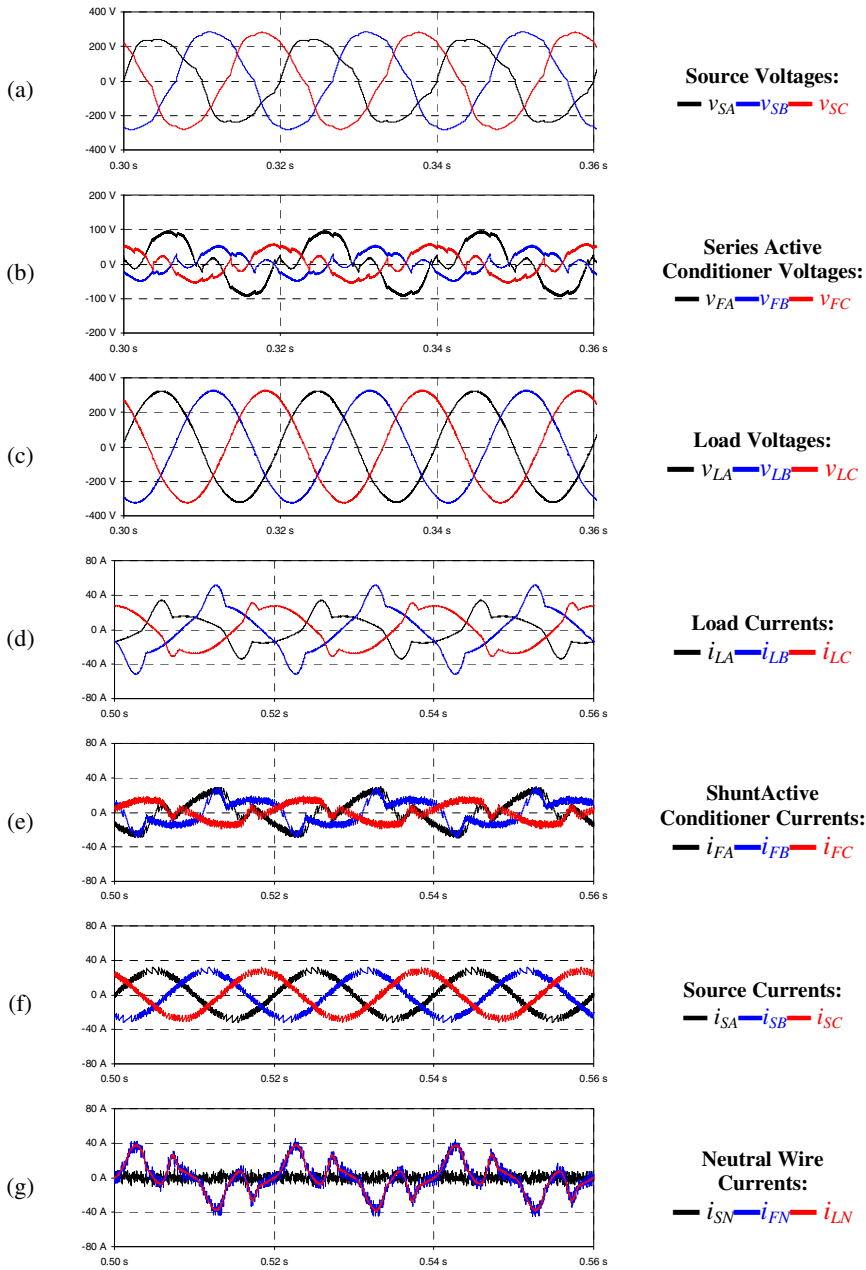 (a)
400 V
200 V
0 V
-200 V
-400 V
0.30 s
0.32 s
0.34 s
0.36 s
Source Voltages:
vSA vSB vSC
(b)
200 V
100 V
0 V
-100 V
-200 V
0.30 s
0.32 s
0.34 s
0.36 s
Series Active
Conditioner Voltages:
vFA vFB vFC
(c)
400 V
200 V
0 V
-200 V
-400 V
0.30 s
0.32 s
0.34 s
0.36 s
Load Voltages:
vLA vLB vLC
(d)
80 A
40 A
0 A
-40 A
-80 A
0.50 s
0.52 s
0.54 s
0.56 s
Load Currents:
iLA iLB iLC
(e)
80 A
40 A
0 A
-40 A
-80 A
0.50 s
0.52 s
0.54 s
0.56 s
ShuntActive
Conditioner Currents:
iFA iFB iFC
(f)
80 A
40 A
0 A
-40 A
-80 A
0.50 s
0.52 s
0.54 s
0.56 s
Source Currents:
iSA iSB iSC
(g)
80 A
40 A
0 A
-40 A
-80 A
0.50 s
0.52 s
0.54 s
0.56 s
Neutral Wire
Currents:
iSN iFN iLN